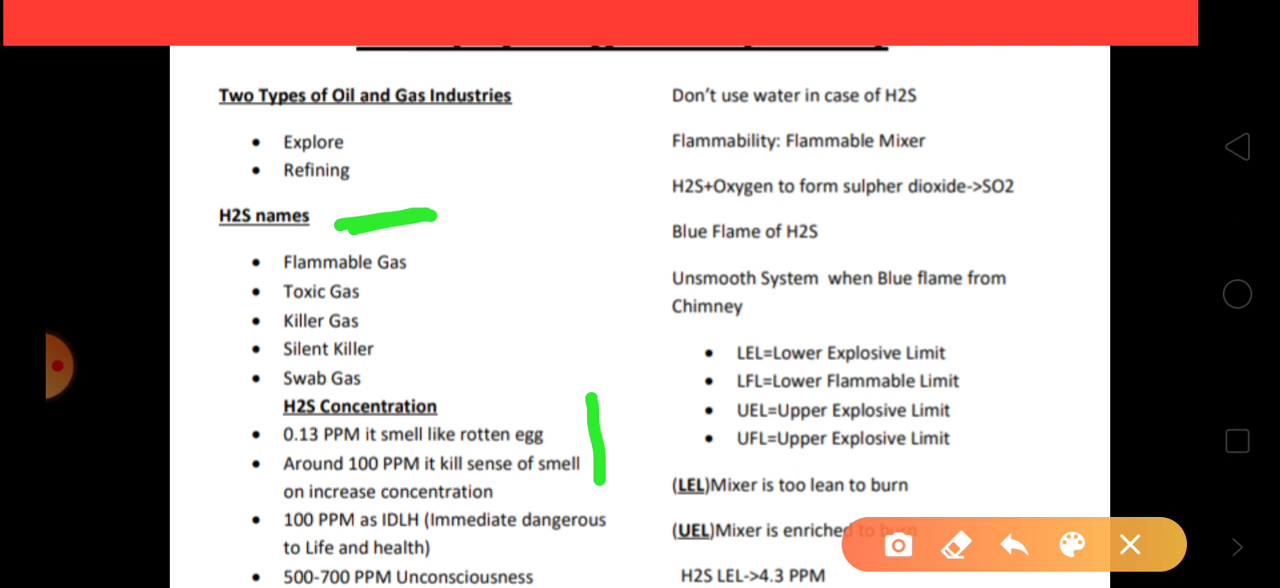 Two Types of Oil and Gas Industries
• Explore
• Refining
H2S names
• Flammable Gas
• Toxic Gas
• Killer Gas
• Silent Killer
• Swab Gas
H2S Concentration
• 0.13 PPM it smell like rotten egg
• Around 100 PPM it kill sense of smell
on increase concentration
• 100 PPM as IDLH (Immediate dangerous
to Life and health)
• 500-700 PPM Unconsciousness
Don’t use water in case of H2S
Flammability: Flammable Mixer
H2S+Oxygen to form sulpher dioxide->SO2
Blue Flame of H2S
Unsmooth System when Blue flame from
Chimney
• LEL=Lower Explosive Limit
• LFL=Lower Flammable Limit
• UEL=Upper Explosive Limit
• UFL=Upper Explosive Limit
(LEL)Mixer is too lean to burn
(UEL)Mixer is enriched to burn
H2S LEL->4.3 PPM